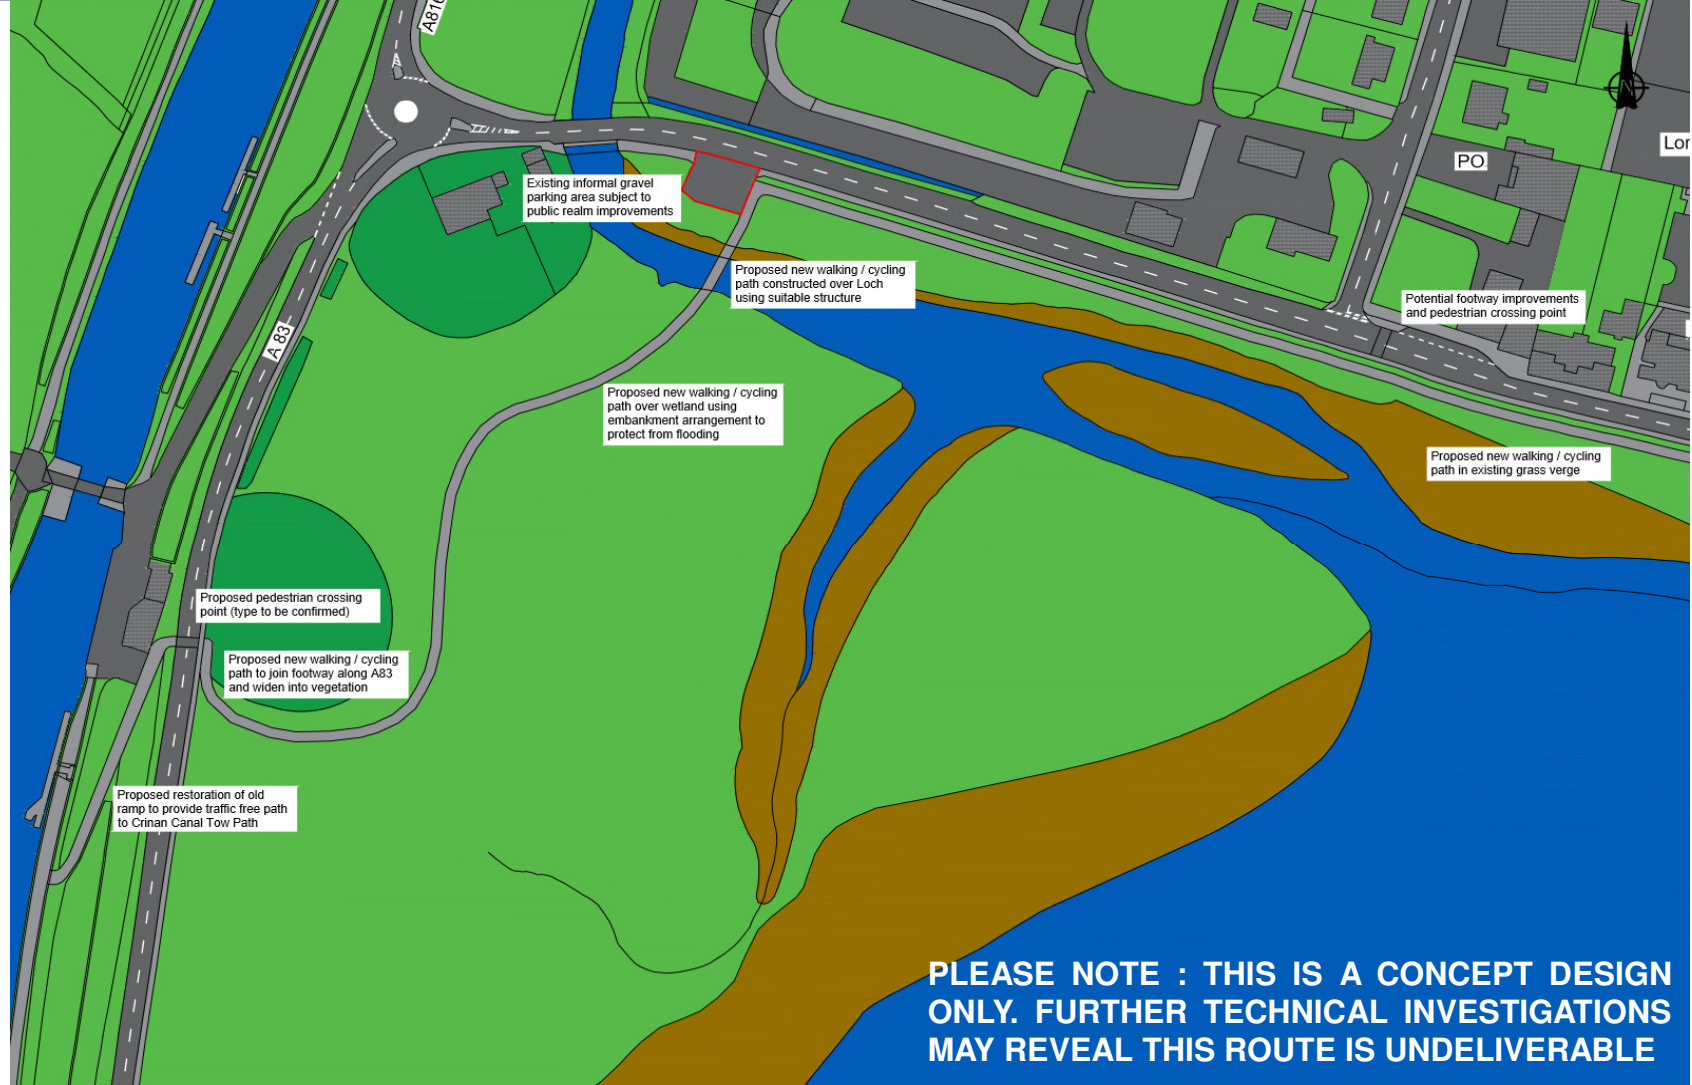 A816
PO
Lor
Existing informal gravel
parking area subject to
public realm improvements
Proposed new walking / cycling
path constructed over Loch
using suitable structure
Potential footway improvements
and pedestrian crossing point
A 83
Proposed new walking / cycling
path over wetland using
embankment arrangement to
protect from flooding
Proposed new walking / cycling
path in existing grass verge
Proposed pedestrian crossing
point (type to be confirmed)
Proposed new walking / cycling
path to join footway along A83
and widen into vegetation
Proposed restoration of old
ramp to provide traffic free path
to Crinan Canal Tow Path
PLEASE NOTE : THIS IS A CONCEPT DESIGN
ONLY. FURTHER TECHNICAL INVESTIGATIONS
MAY REVEAL THIS ROUTE IS UNDELIVERABLE